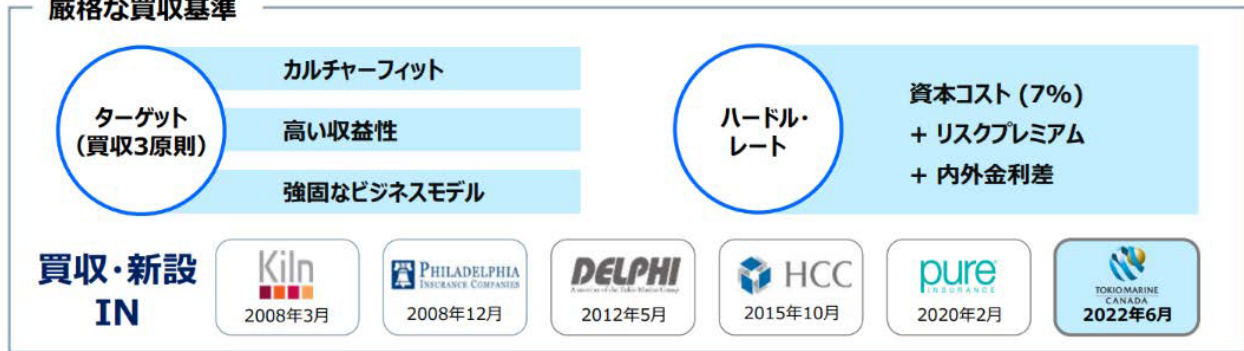 厳格な買収基準
ターゲット
(買収3原則)
カルチャーフィット
高い収益性
強固なビジネスモデル
ハードル・
レート
資本コスト (7%)
+ リスクプレミアム
+ 内外金利差
買収・新設
IN
Kiln
2008年3月
PHILADELPHIA
INSURANCE COMPANIES
2008年12月
DELPHI
A member of the Tokio Marine Group
2012年5月
HCC
2015年10月
pure
INSURANCE
2020年2月
TOKIO MARINE
CANADA
2022年6月